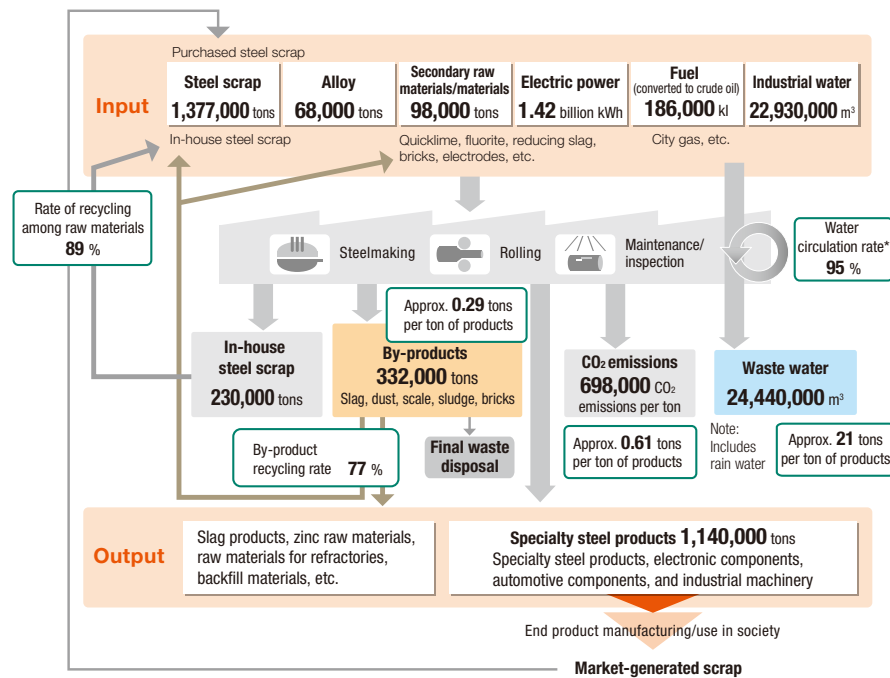 Purchased steel scrap
Input
Steel scrap
1,377,000 tons
Alloy
68,000 tons
Secondary raw
materials/materials
98,000 tons
Electric power
1.42 billion kWh
Fuel
(converted to crude oil)
186,000 kl
Industrial water
22,930,000 m³
In-house steel scrap
Quicklime, fluorite, reducing slag,
bricks, electrodes, etc.
City gas, etc.
Rate of recycling
among raw materials
89 %
Steelmaking
Rolling
Maintenance/
inspection
Water
circulation rate*
95 %
Approx. 0.29 tons
per ton of products
In-house
steel scrap
230,000 tons
By-products
332,000 tons
Slag, dust, scale, sludge, bricks
CO₂ emissions
698,000 CO₂
emissions per ton
Waste water
24,440,000 m³
By-product
recycling rate 77 %
Final waste
disposal
Approx. 0.61 tons
per ton of products
Note:
Includes
rain water
Approx. 21 tons
per ton of products
Output
Slag products, zinc raw materials,
raw materials for refractories,
backfill materials, etc.
Specialty steel products 1,140,000 tons
Specialty steel products, electronic components,
automotive components, and industrial machinery
End product manufacturing/use in society
Market-generated scrap